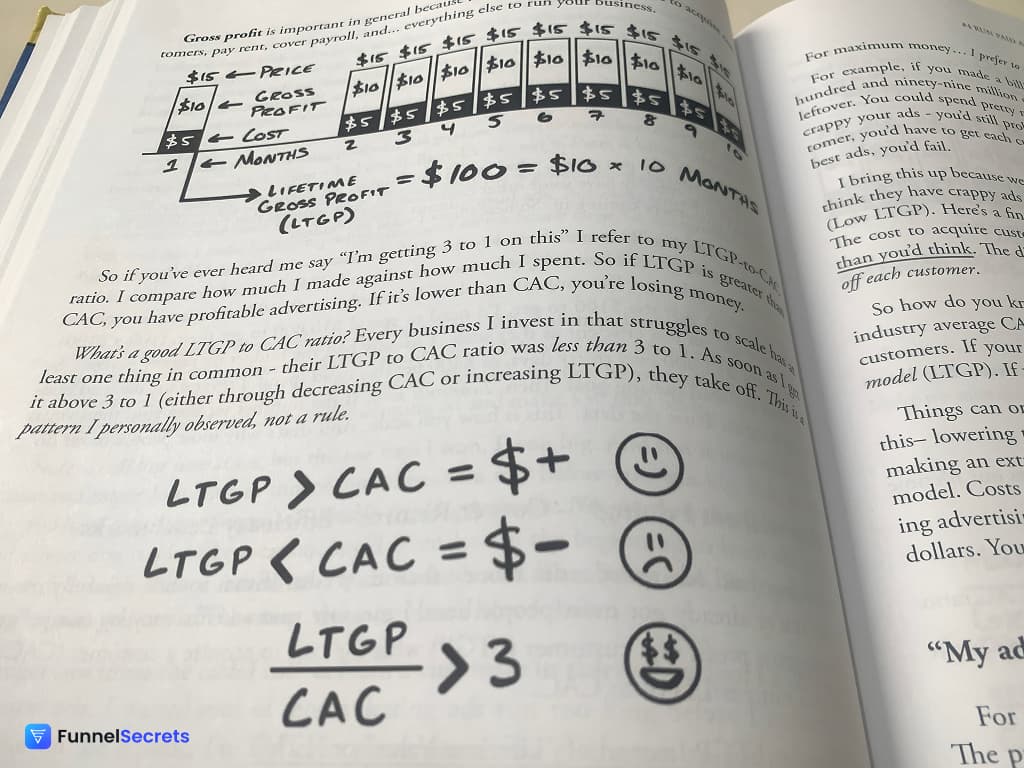 Gross profit is important in general because
to acquire
tomers, pay rent, cover payroll, and... everything else to run your business.
$15 ← PRICE
$10 ← GROSS PROFIT
$5 ← COST
1 ← MONTHS
$15 $15 $15 $15 $15 $15 $15 $15 $15
$10 $10 $10 $10 $10 $10 $10 $10 $10
$5 $5 $5 $5 $5 $5 $5 $5 $5
2 3 4 5 6 7 8 9 10
LIFETIME GROSS PROFIT (LTGP) = $100 = $10 × 10 MONTHS
So if you've ever heard me say “I'm getting 3 to 1 on this” I refer to my LTGP-to-CAC
ratio. I compare how much I made against how much I spent. So if LTGP is greater than
CAC, you have profitable advertising. If it's lower than CAC, you're losing money.
What's a good LTGP to CAC ratio? Every business I invest in that struggles to scale has at
least one thing in common - their LTGP to CAC ratio was less than 3 to 1. As soon as I get
it above 3 to 1 (either through decreasing CAC or increasing LTGP), they take off. This is a
pattern I personally observed, not a rule.
LTGP > CAC = $+
LTGP < CAC = $-
LTGP
CAC
> 3
$$
FunnelSecrets
#4 RUN PAID
For maximum money... I prefer to
For example, if you made a
hundred and ninety-nine million
leftover. You could spend pretty
crappy your ads - you'd still
tomer, you'd have to get each
best ads, you'd fail.
I bring this up because we
think they have crappy ads
(Low LTGP). Here's a
The cost to acquire
than you'd think. The
off each customer.
So how do you
industry average
customers. If your
model (LTGP). If
Things can
this– lowering
making an
model. Costs
ing
dollars. You
“My
For
The